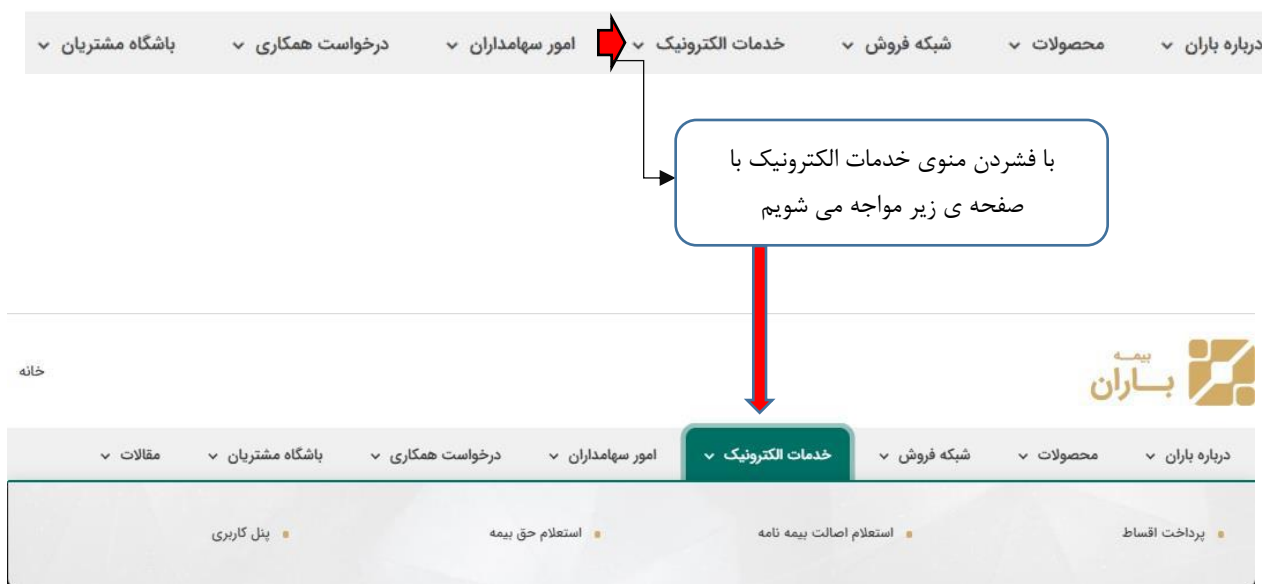 درباره باران محصولات شبکه فروش خدمات الکترونیک امور سهامداران درخواست همکاری باشگاه مشتریان
با فشردن منوی خدمات الکترونیک با
صفحه ی زیر مواجه می شویم
بیمه
باران
خانه
درباره باران محصولات شبکه فروش خدمات الکترونیک امور سهامداران درخواست همکاری باشگاه مشتریان مقالات
پرداخت اقساط استعلام اصالت بیمه نامه استعلام حق بیمه پنل کاربری